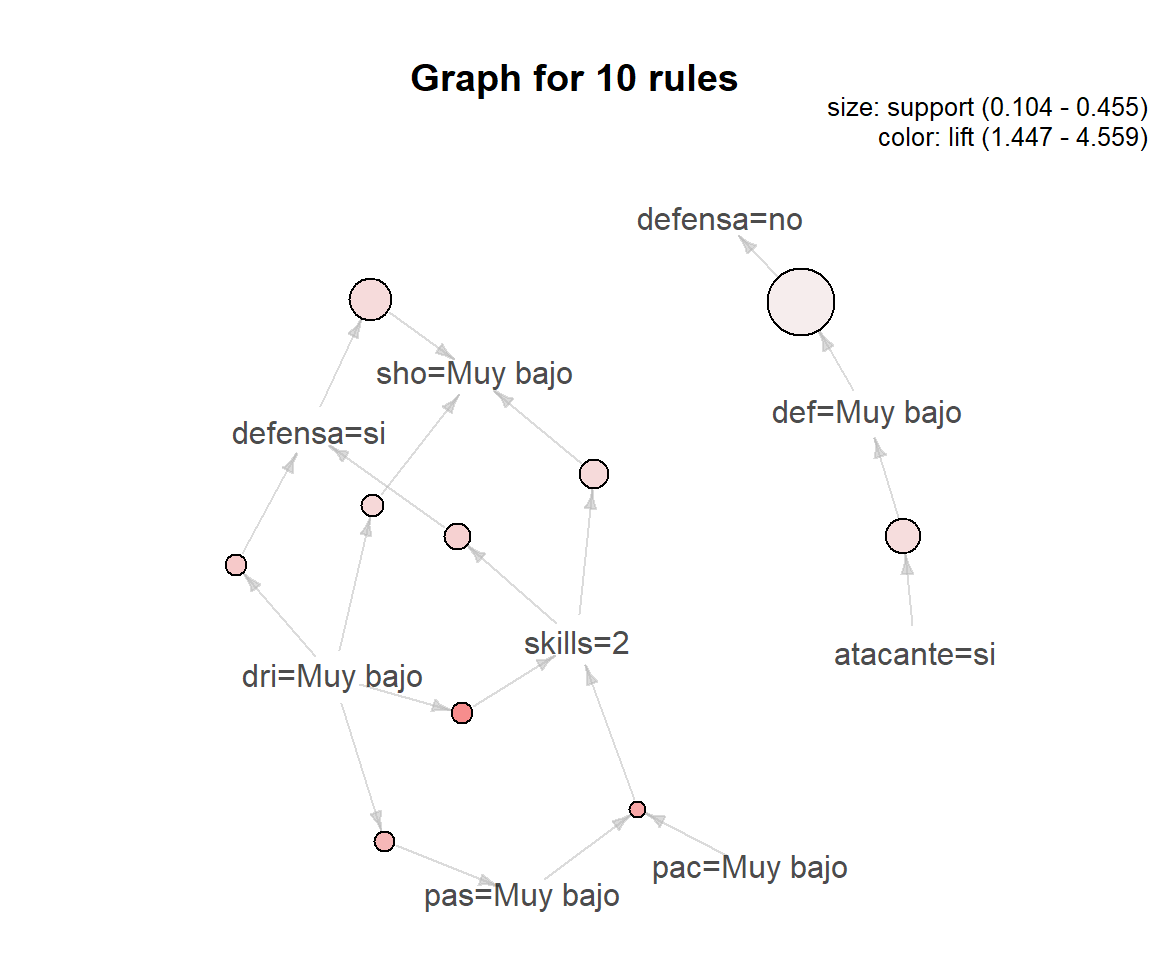 Graph for 10 rules
size: support (0.104 - 0.455)
color: lift (1.447 - 4.559)
defensa=no
sho=Muy bajo
def=Muy bajo
defensa=si
skills=2
atacante=si
dri=Muy bajo
pac=Muy bajo
pas=Muy bajo